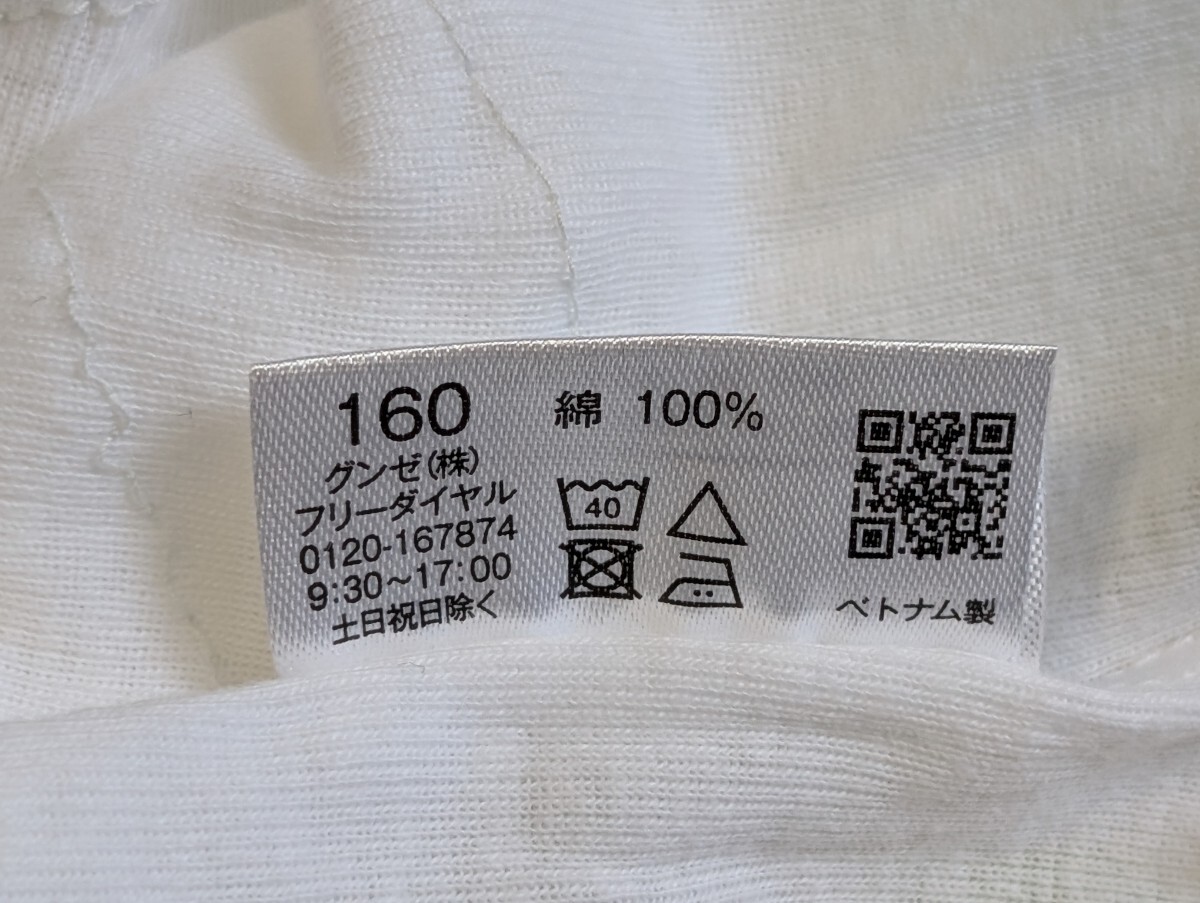 160
グンゼ(株)
フリーダイヤル
0120-167874
9:30~17:00
土日祝日除く
綿 100%
40
ベトナム製